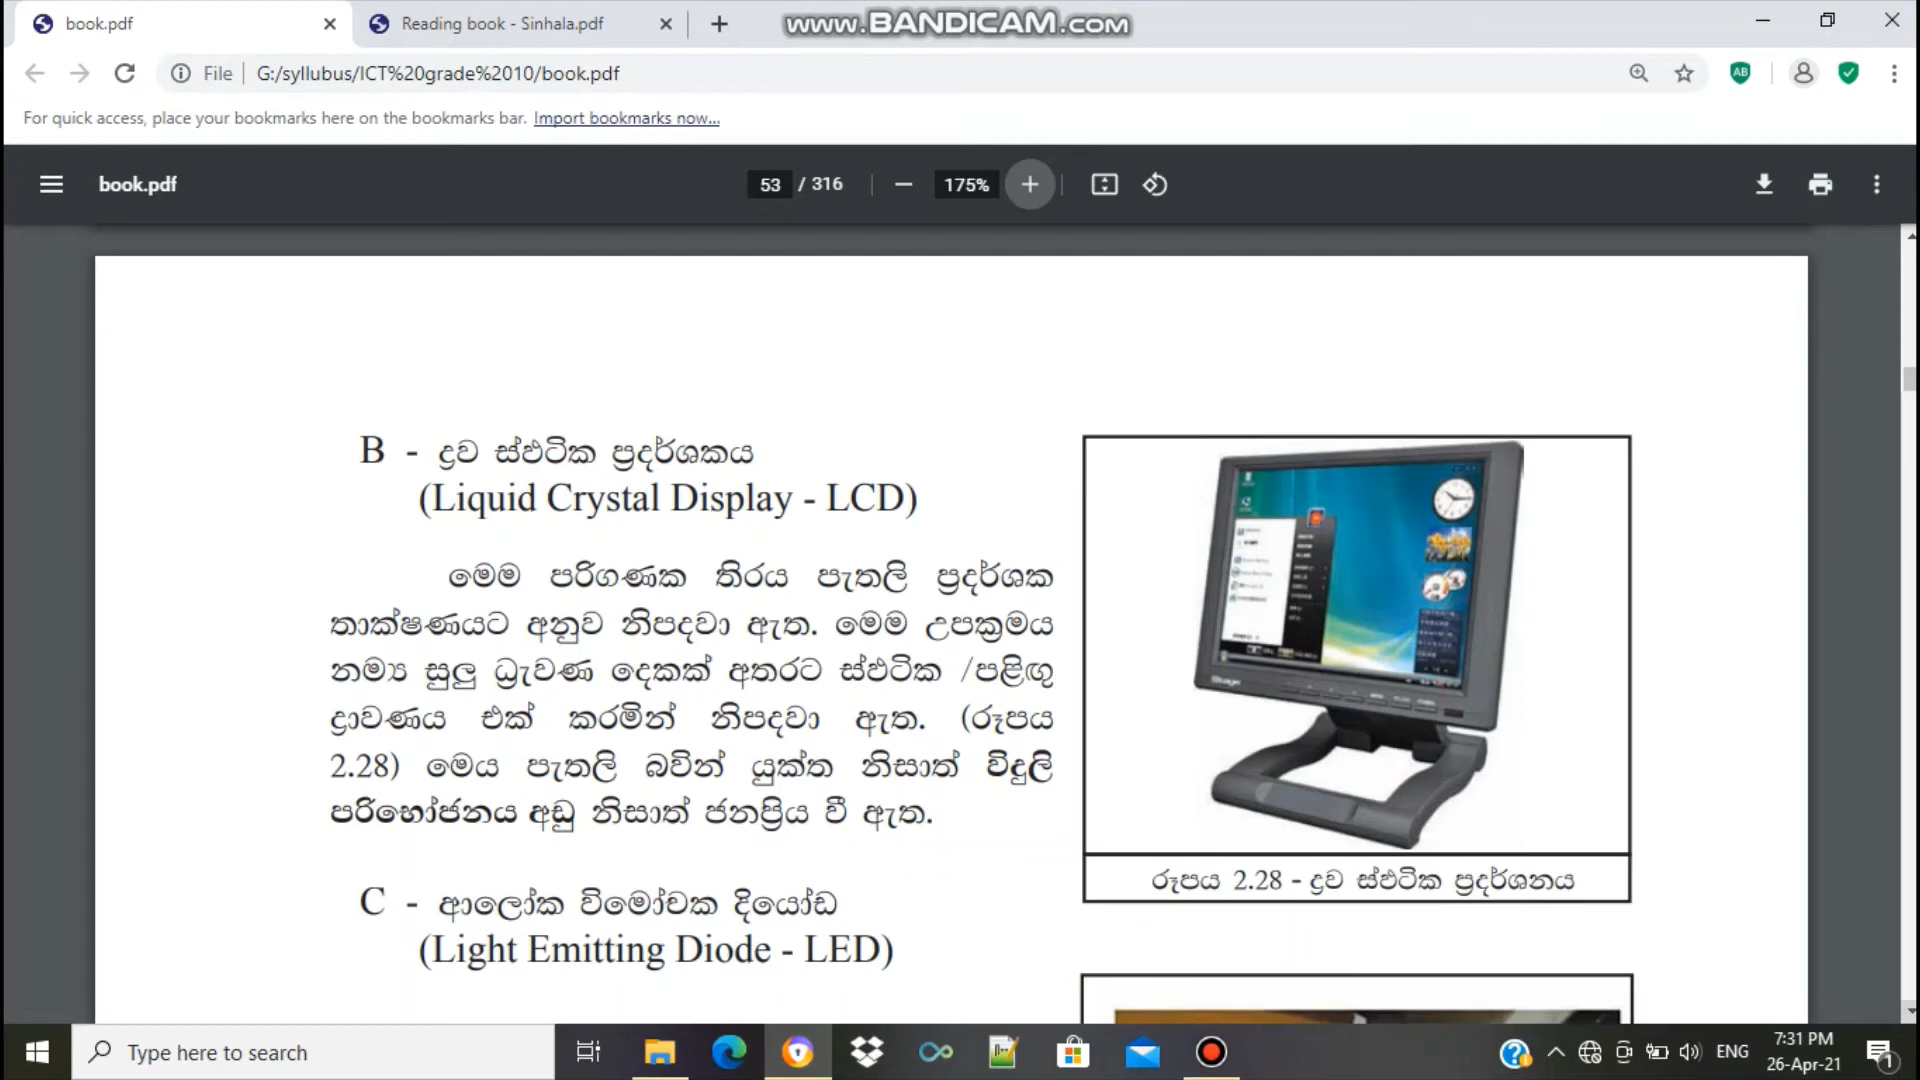 book.pdf
Reading book - Sinhala.pdf
www.BANDICAM.com
File
G:/syllubus/ICT%20grade%2010/book.pdf
For quick access, place your bookmarks here on the bookmarks bar. Import bookmarks now...
book.pdf
53 / 316
175%
B - ද්‍රව ස්ඵටික ප්‍රදර්ශකය
(Liquid Crystal Display - LCD)
මෙම පරිගණක තිරය පැතලි ප්‍රදර්ශක
තාක්ෂණයට අනුව නිපදවා ඇත. මෙම උපක්‍රමය
නම්‍ය සුලු ධ්‍රැවණ දෙකක් අතරට ස්ඵටික /පළිඟු
ද්‍රාවණය එක් කරමින් නිපදවා ඇත. (රූපය
2.28) මෙය පැතලි බවින් යුක්ත නිසාත් විදුලි
පරිභෝජනය අඩු නිසාත් ජනප්‍රිය වී ඇත.
රූපය 2.28 - ද්‍රව ස්ඵටික ප්‍රදර්ශනය
C - ආලෝක විමෝචක දියෝඩ
(Light Emitting Diode - LED)
Type here to search
ENG
7:31 PM
26-Apr-21
1